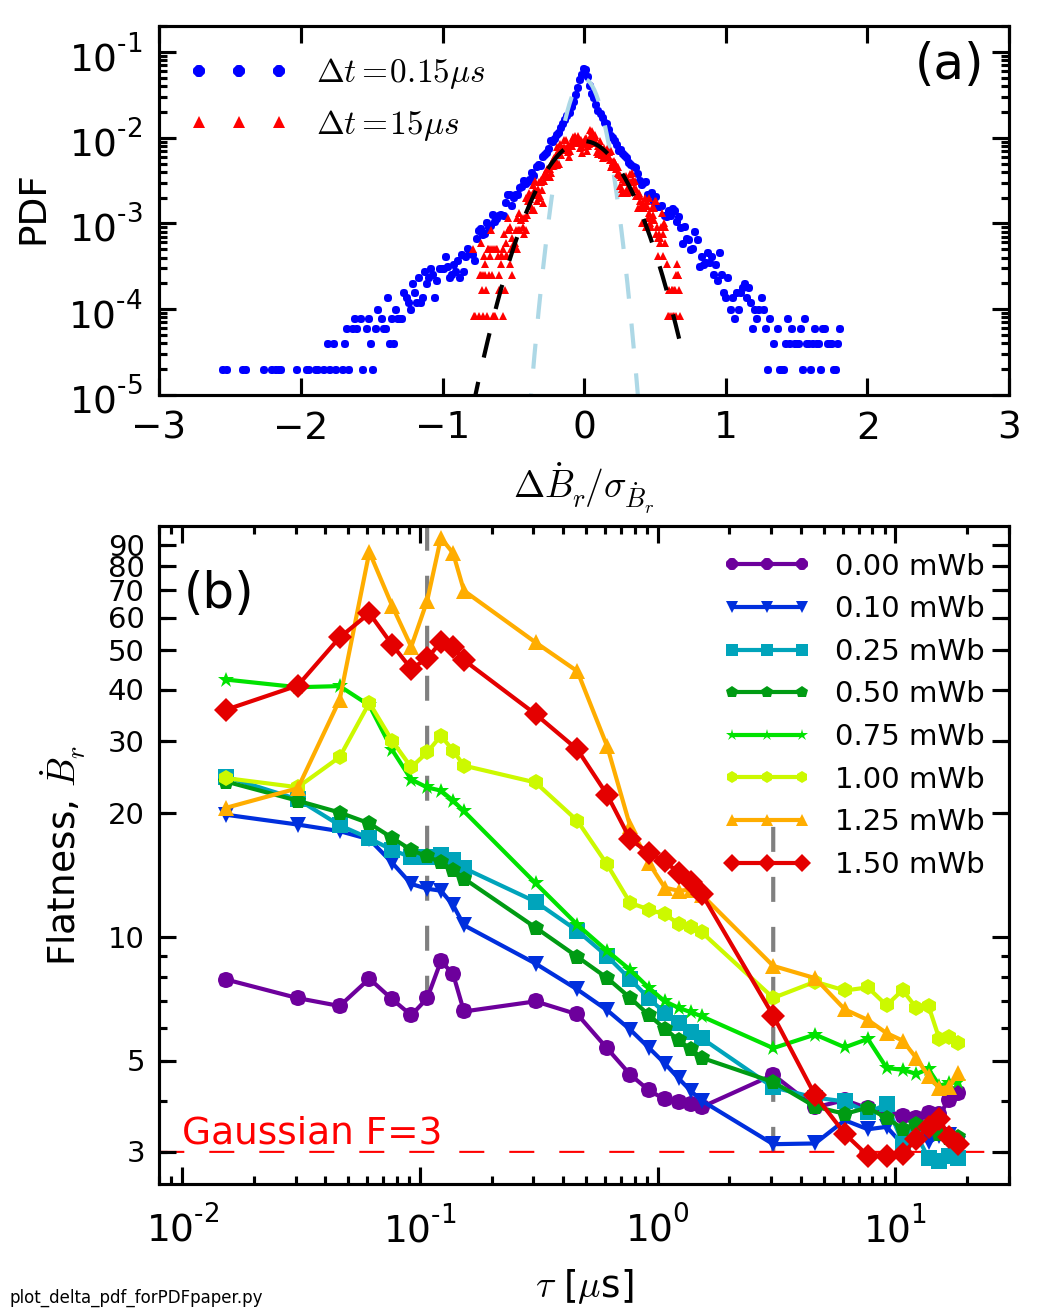 (a)
Δt = 0.15μs
Δt = 15μs
PDF
10^-1
10^-2
10^-3
10^-4
10^-5
−3 −2 −1 0 1 2 3
ΔḂ_r/σ_Ḃ_r
(b)
0.00 mWb
0.10 mWb
0.25 mWb
0.50 mWb
0.75 mWb
1.00 mWb
1.25 mWb
1.50 mWb
Flatness, Ḃ_r
90
80
70
60
50
40
30
20
10
5
3
Gaussian F=3
10^-2 10^-1 10^0 10^1
τ [μs]
plot_delta_pdf_forPDFpaper.py